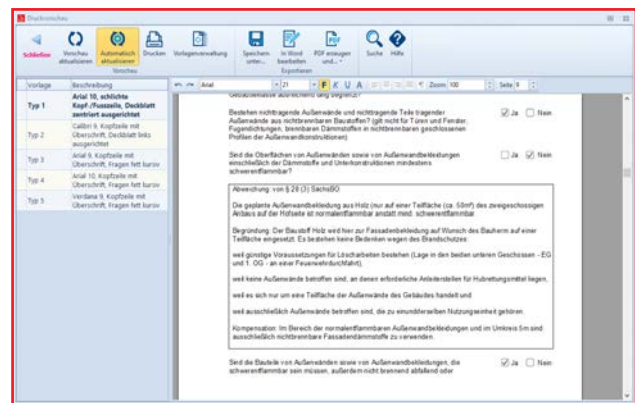 Druckvorschau
Schließen
Vorschau aktualisieren
Automatisch aktualisieren
Drucken
Vorlagenverwaltung
Speichern unter...
In Word bearbeiten
PDF erzeugen und...
Suche
Hilfe
Vorschau
Exportieren
Vorlage Beschreibung
Typ 1 Arial 10, schlichte Kopf-/Fusszeile, Deckblatt zentriert ausgerichtet
Typ 2 Calibri 9, Kopfzeile mit Überschrift, Deckblatt links ausgerichtet
Typ 3 Arial 9, Kopfzeile mit Überschrift, Fragen fett kursiv
Typ 4 Arial 10, Kopfzeile mit Überschrift, Fragen fett kursiv
Typ 5 Verdana 9, Kopfzeile mit Überschrift, Fragen fett kursiv
Arial 21 F K U A Zoom 100 Seite 9
Gebäudeklasse ausreichend lang begrenzt?
Bestehen nichttragende Außenwände und nichttragende Teile tragender Ja Nein
Außenwände aus nichtbrennbaren Baustoffen? (gilt nicht für Türen und Fenster,
Fugendichtungen, brennbaren Dämmstoffen in nichtbrennbaren geschlossenen
Profilen der Außenwandkonstruktionen)
Sind die Oberflächen von Außenwänden sowie von Außenwandbekleidungen Ja Nein
einschließlich der Dämmstoffe und Unterkonstruktionen mindestens
schwerentflammbar?
Abweichung von § 28 (3) SächsBO
Die geplante Außenwandbekleidung aus Holz (nur auf einer Teilfläche (ca. 58m²) des zweigeschossigen
Anbaus auf der Hofseite ist normalentflammbar anstatt mind. schwerentflammbar
Begründung: Der Baustoff Holz wird hier zur Fassadenbekleidung auf Wunsch des Bauherrn auf einer
Teilfläche eingesetzt. Es bestehen keine Bedenken wegen des Brandschutzes:
weil günstige Voraussetzungen für Löscharbeiten bestehen (Lage in den beiden unteren Geschossen - EG
und 1. OG - an einer Feuerwehrdurchfahrt),
weil keine Außenwände betroffen sind, an denen erforderliche Anleiterstellen für Hubrettungsmittel liegen,
weil es sich nur um eine Teilfläche der Außenwände des Gebäudes handelt und
weil ausschließlich Außenwände betroffen sind, die zu einundderselben Nutzungseinheit gehören.
Kompensation: Im Bereich der normalentflammbaren Außenwandbekleidungen und im Umkreis 5m sind
ausschließlich nichtbrennbare Fassadendämmstoffe zu verwenden.
Sind die Bauteile von Außenwänden sowie von Außenwandbekleidungen, die Ja Nein
schwerentflammbar sein müssen, außerdem nicht brennend abfallend oder